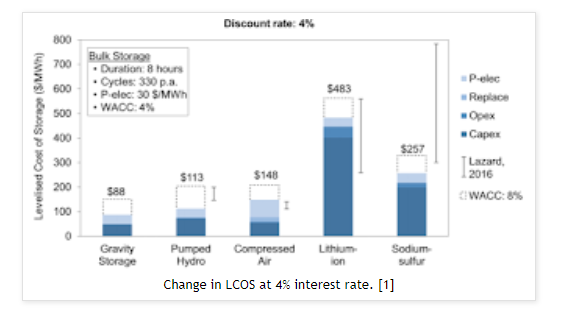 Discount rate: 4%
Levelised Cost of Storage ($/MWh)
800
700
600
500
400
300
200
100
0
Bulk Storage
• Duration: 8 hours
• Cycles: 330 p.a.
• P-elec: 30 $/MWh
• WACC: 4%
$88
$113
$148
$483
$257
P-elec
Replace
Opex
Capex
Lazard,
2016
WACC: 8%
Gravity
Storage
Pumped
Hydro
Compressed
Air
Lithium-
ion
Sodium-
sulfur
Change in LCOS at 4% interest rate. [1]